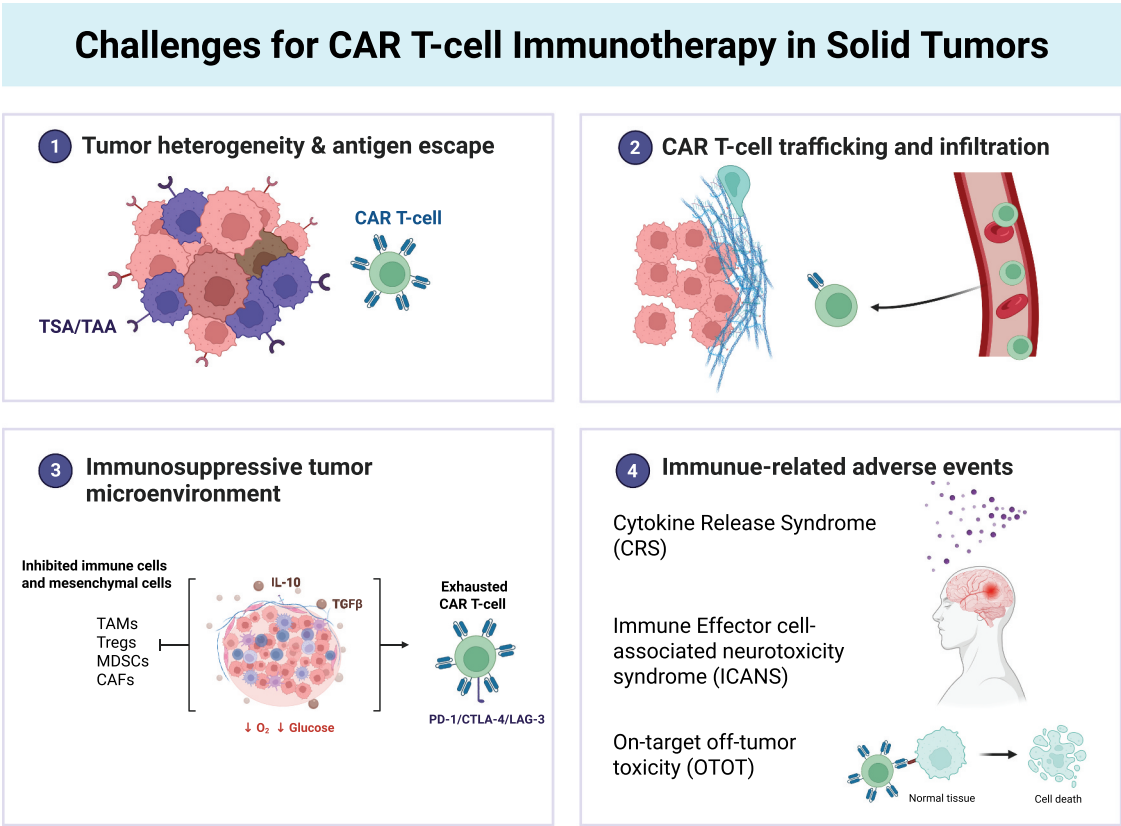 Challenges for CAR T-cell Immunotherapy in Solid Tumors
1
Tumor heterogeneity & antigen escape
CAR T-cell
TSA/TAA
2
CAR T-cell trafficking and infiltration
3
Immunosuppressive tumor
microenvironment
Inhibited immune cells
and mesenchymal cells
TAMs
Tregs
MDSCs
CAFs
IL-10
TGFβ
↓ O₂ ↓ Glucose
Exhausted
CAR T-cell
PD-1/CTLA-4/LAG-3
4
Immunue-related adverse events
Cytokine Release Syndrome
(CRS)
Immune Effector cell-
associated neurotoxicity
syndrome (ICANS)
On-target off-tumor
toxicity (OTOT)
Normal tissue
Cell death